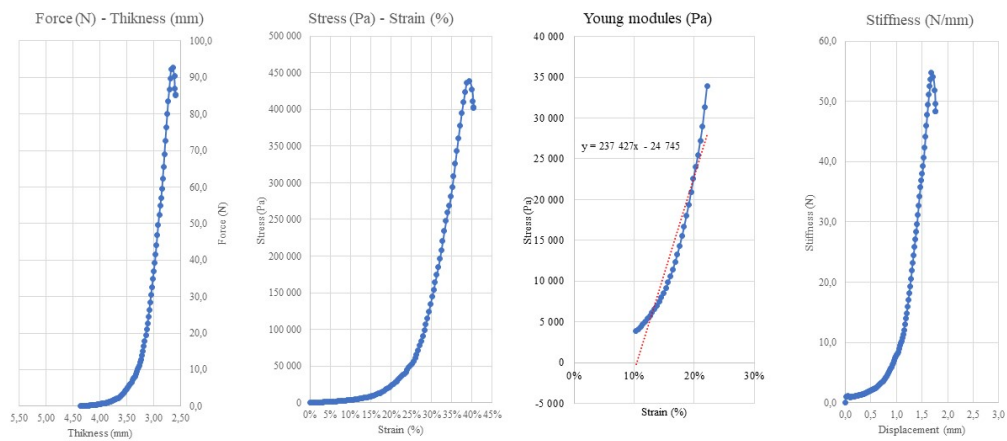 Force (N) - Thikness (mm)
100,0
90,0
80,0
70,0
60,0
50,0
40,0
30,0
20,0
10,0
0,0
Force (N)
5,50 5,00 4,50 4,00 3,50 3,00 2,50
Thikness (mm)
Stress (Pa) - Strain (%)
500 000
450 000
400 000
350 000
300 000
250 000
200 000
150 000
100 000
50 000
0
Stress (Pa)
0% 5% 10% 15% 20% 25% 30% 35% 40% 45%
Strain (%)
Young modules (Pa)
40 000
35 000
30 000
25 000
20 000
15 000
10 000
5 000
0
-5 000
Stress (Pa)
y = 237 427x - 24 745
0% 10% 20% 30%
Strain (%)
Stiffness (N/mm)
60,0
50,0
40,0
30,0
20,0
10,0
0,0
Stiffness (N)
0,0 0,5 1,0 1,5 2,0 2,5 3,0
Displacement (mm)